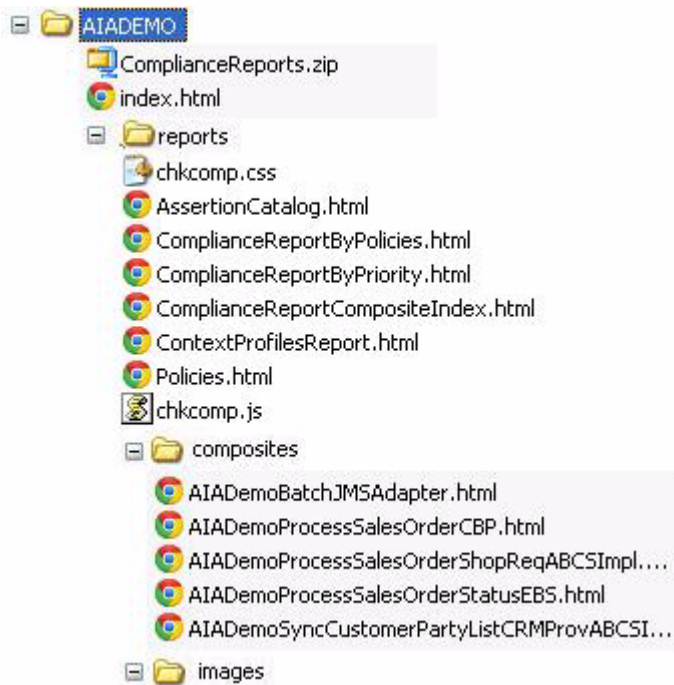 AIADEMO
ComplianceReports.zip
index.html
reports
chkcomp.css
AssertionCatalog.html
ComplianceReportByPolicies.html
ComplianceReportByPriority.html
ComplianceReportCompositeIndex.html
ContextProfilesReport.html
Policies.html
chkcomp.js
composites
AIADemoBatchJMSAdapter.html
AIADemoProcessSalesOrderCBP.html
AIADemoProcessSalesOrderShopReqABCSImpl....
AIADemoProcessSalesOrderStatusEBS.html
AIADemoSyncCustomerPartyListCRMProvABCSI...
images